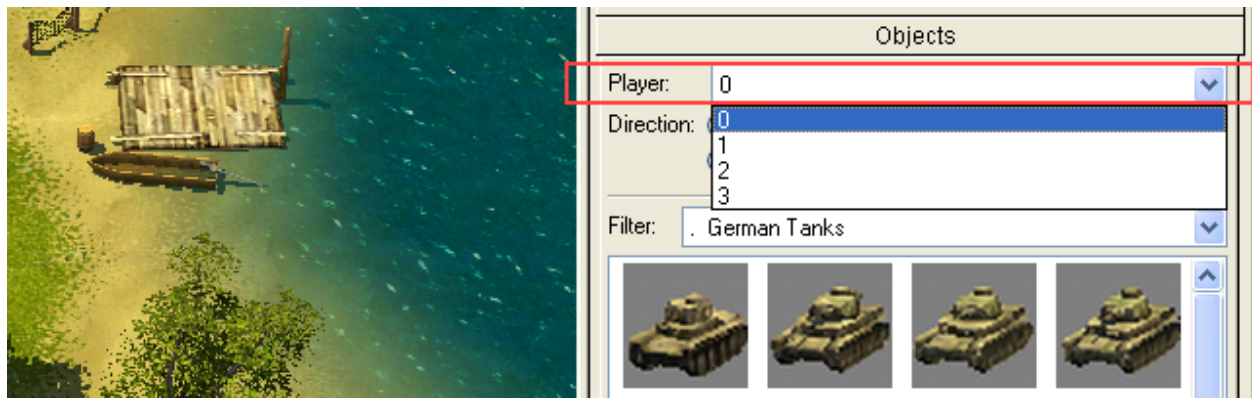 Objects
Player: 0
Direction: 0
1
2
3
Filter: . German Tanks